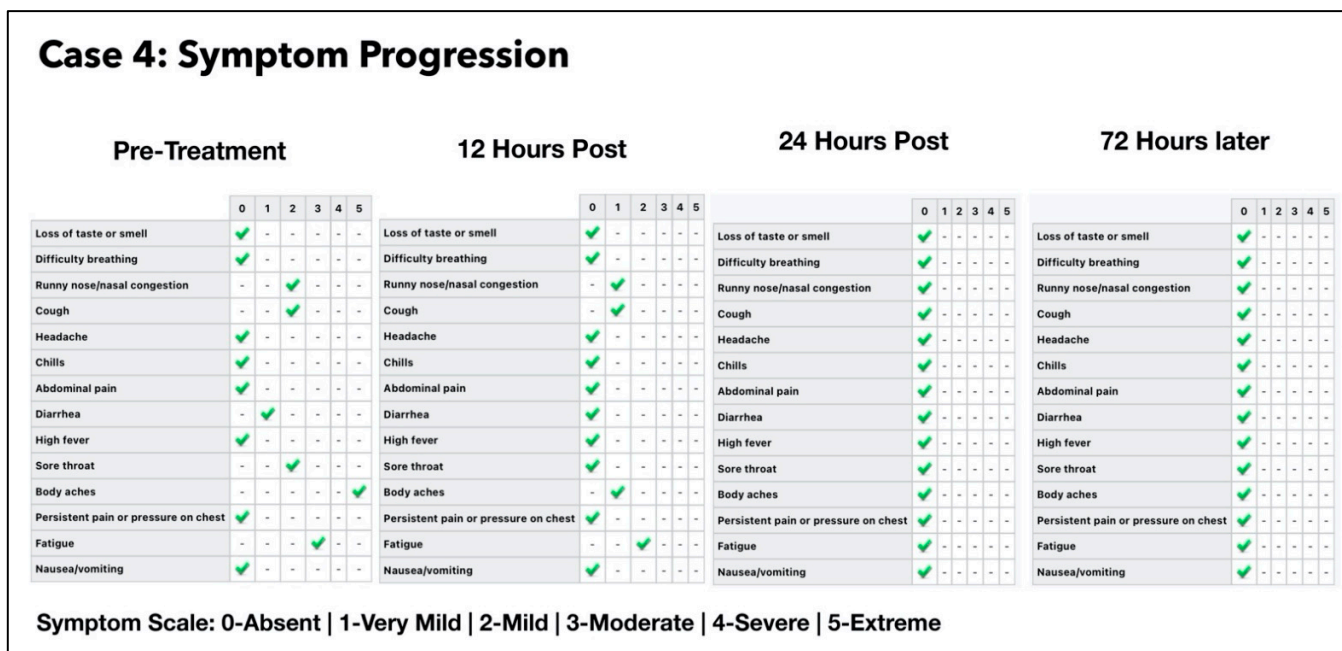 Case 4: Symptom Progression
Pre-Treatment
0 1 2 3 4 5
Loss of taste or smell ✔ - - - - -
Difficulty breathing ✔ - - - - -
Runny nose/nasal congestion - - ✔ - - -
Cough - - ✔ - - -
Headache ✔ - - - - -
Chills ✔ - - - - -
Abdominal pain ✔ - - - - -
Diarrhea - ✔ - - - -
High fever ✔ - - - - -
Sore throat - - ✔ - - -
Body aches - - - - - ✔
Persistent pain or pressure on chest ✔ - - - - -
Fatigue - - - ✔ - -
Nausea/vomiting ✔ - - - - -
12 Hours Post
0 1 2 3 4 5
Loss of taste or smell ✔ - - - - -
Difficulty breathing ✔ - - - - -
Runny nose/nasal congestion - ✔ - - - -
Cough - ✔ - - - -
Headache ✔ - - - - -
Chills ✔ - - - - -
Abdominal pain ✔ - - - - -
Diarrhea ✔ - - - - -
High fever ✔ - - - - -
Sore throat ✔ - - - - -
Body aches - ✔ - - - -
Persistent pain or pressure on chest ✔ - - - - -
Fatigue - - ✔ - - -
Nausea/vomiting ✔ - - - - -
24 Hours Post
0 1 2 3 4 5
Loss of taste or smell ✔ - - - - -
Difficulty breathing ✔ - - - - -
Runny nose/nasal congestion ✔ - - - - -
Cough ✔ - - - - -
Headache ✔ - - - - -
Chills ✔ - - - - -
Abdominal pain ✔ - - - - -
Diarrhea ✔ - - - - -
High fever ✔ - - - - -
Sore throat ✔ - - - - -
Body aches ✔ - - - - -
Persistent pain or pressure on chest ✔ - - - - -
Fatigue ✔ - - - - -
Nausea/vomiting ✔ - - - - -
72 Hours later
0 1 2 3 4 5
Loss of taste or smell ✔ - - - - -
Difficulty breathing ✔ - - - - -
Runny nose/nasal congestion ✔ - - - - -
Cough ✔ - - - - -
Headache ✔ - - - - -
Chills ✔ - - - - -
Abdominal pain ✔ - - - - -
Diarrhea ✔ - - - - -
High fever ✔ - - - - -
Sore throat ✔ - - - - -
Body aches ✔ - - - - -
Persistent pain or pressure on chest ✔ - - - - -
Fatigue ✔ - - - - -
Nausea/vomiting ✔ - - - - -
Symptom Scale: 0-Absent | 1-Very Mild | 2-Mild | 3-Moderate | 4-Severe | 5-Extreme